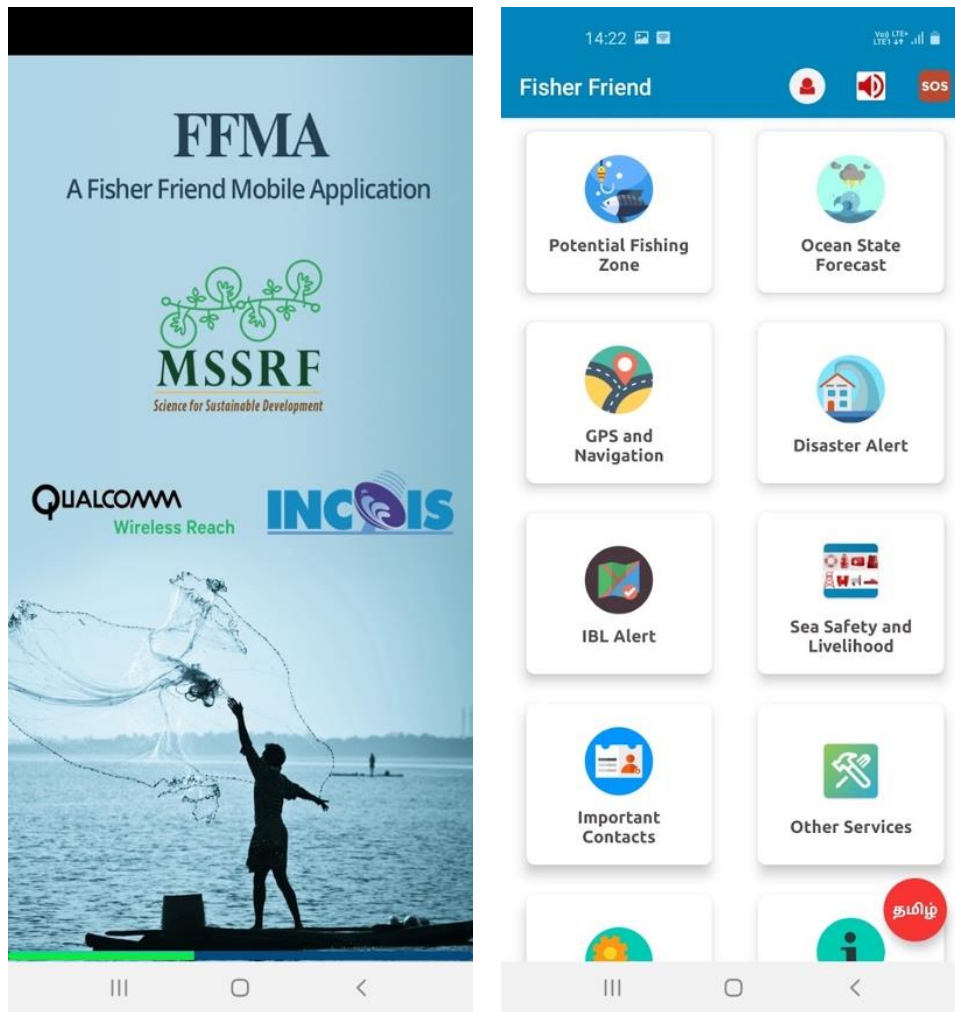 FFMA
A Fisher Friend Mobile Application
MSSRF
Science for Sustainable Development
QUALCOMM
Wireless Reach
INCOIS
14:22
Fisher Friend
SOS
Potential Fishing
Zone
Ocean State
Forecast
GPS and
Navigation
Disaster Alert
IBL Alert
Sea Safety and
Livelihood
Important
Contacts
Other Services
தமிழ்